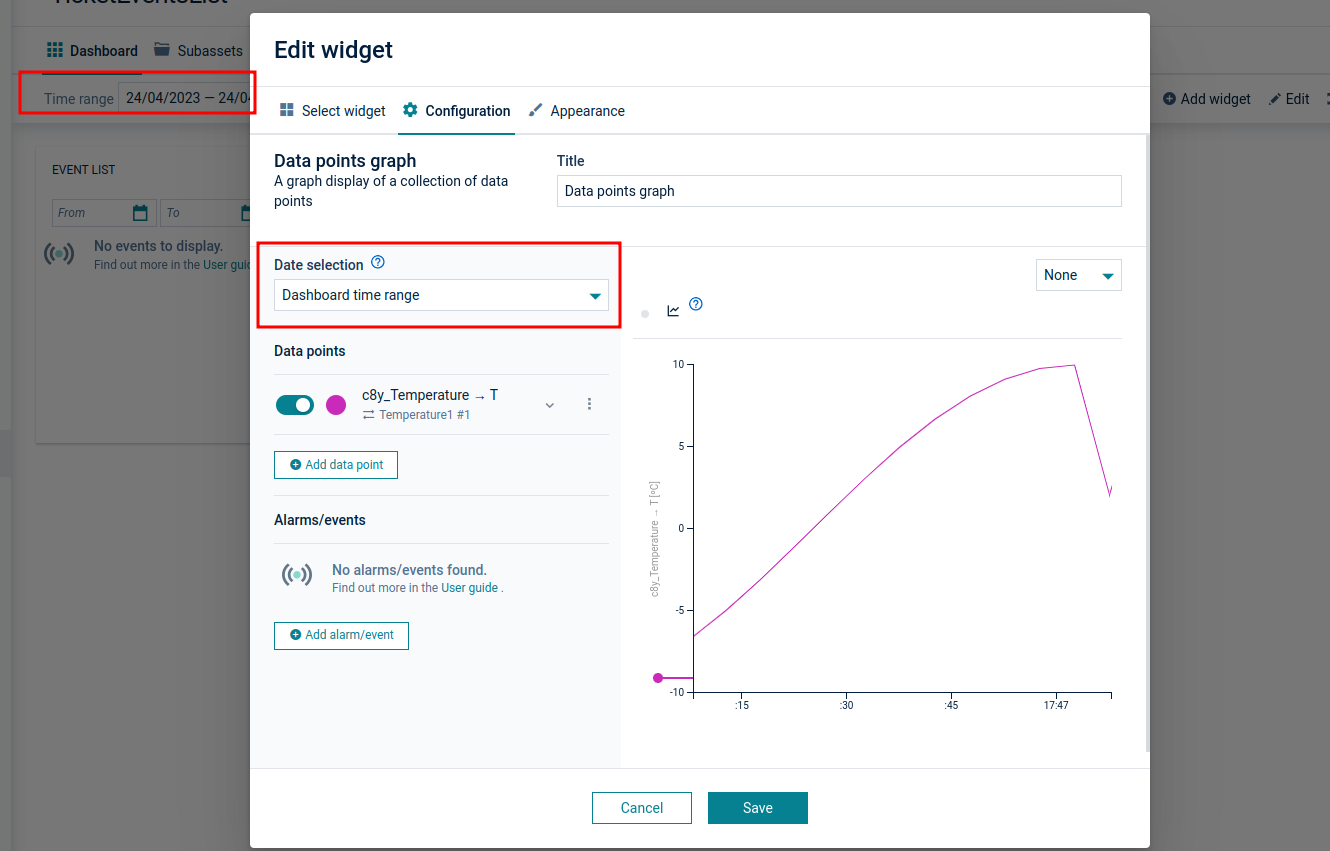 TicketEventsList
Dashboard
Subassets
Time range
24/04/2023 — 24/04
Add widget
Edit
EVENT LIST
From
To
No events to display.
Find out more in the User guid
Edit widget
Select widget
Configuration
Appearance
Data points graph
A graph display of a collection of data
points
Title
Data points graph
Date selection
Dashboard time range
None
Data points
c8y_Temperature → T
Temperature1 #1
Add data point
Alarms/events
No alarms/events found.
Find out more in the User guide .
Add alarm/event
c8y_Temperature → T [ºC]
10
5
0
-5
-10
:15
:30
:45
17:47
Cancel
Save